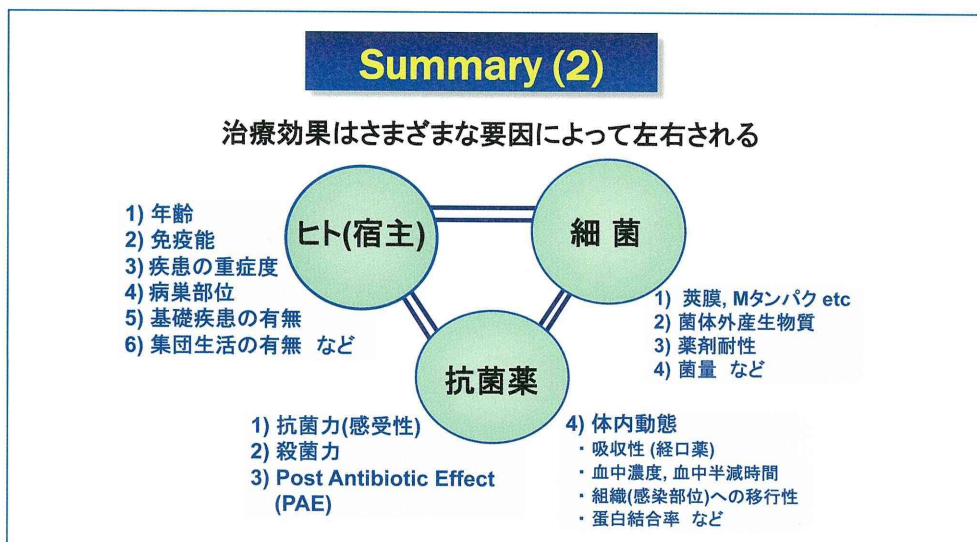 Summary (2)
治療効果はさまざまな要因によって左右される
ヒト(宿主)
1) 年齢
2) 免疫能
3) 疾患の重症度
4) 病巣部位
5) 基礎疾患の有無
6) 集団生活の有無 など
細菌
1) 莢膜, Mタンパク etc
2) 菌体外産生物質
3) 薬剤耐性
4) 菌量 など
抗菌薬
1) 抗菌力(感受性)
2) 殺菌力
3) Post Antibiotic Effect
(PAE)
4) 体内動態
・ 吸収性 (経口薬)
・ 血中濃度, 血中半減時間
・ 組織(感染部位)への移行性
・ 蛋白結合率 など